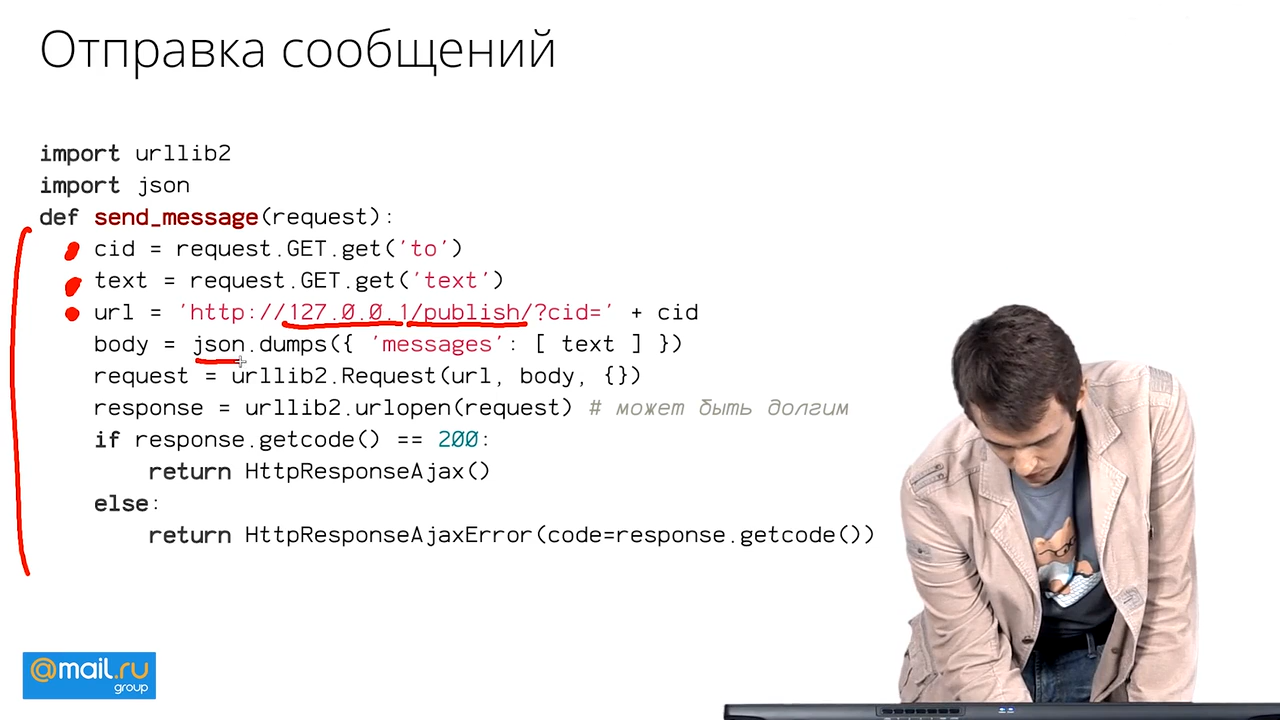 Отправка сообщений
import urllib2
import json
def send_message(request):
cid = request.GET.get('to')
text = request.GET.get('text')
url = 'http://127.0.0.1/publish/?cid=' + cid
body = json.dumps({ 'messages': [ text ] })
request = urllib2.Request(url, body, {})
response = urllib2.urlopen(request) # может быть долгим
if response.getcode() == 200:
return HttpResponseAjax()
else:
return HttpResponseAjaxError(code=response.getcode())
@mail.ru
group